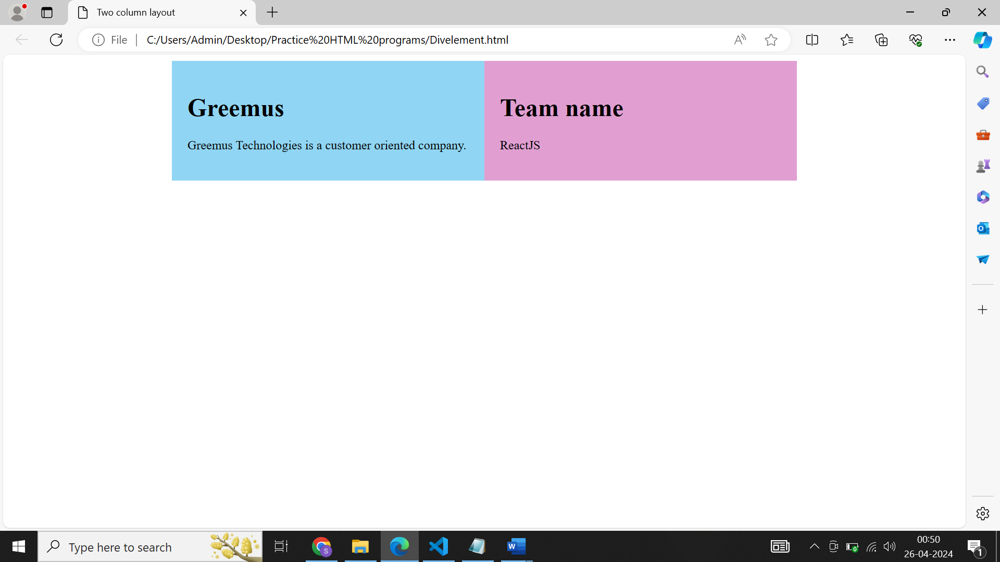 Two column layout
File
C:/Users/Admin/Desktop/Practice%20HTML%20programs/Divelement.html
Greemus
Greemus Technologies is a customer oriented company.
Team name
ReactJS
Type here to search
S
W
O
00:50
26-04-2024
1